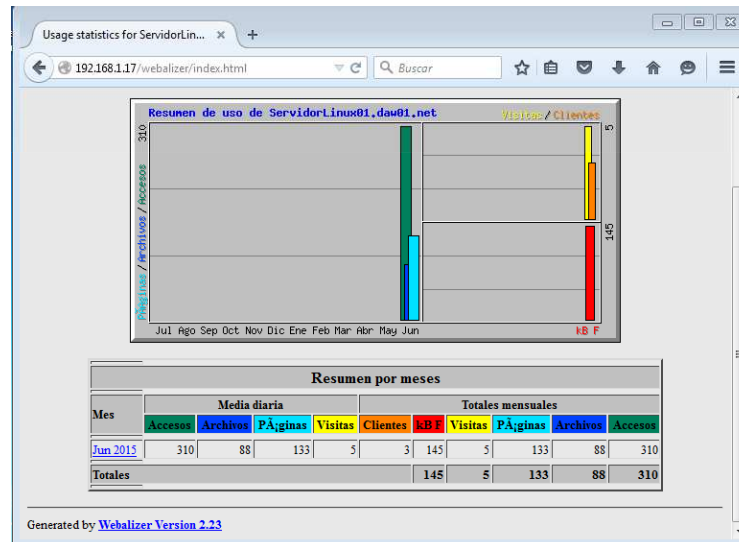 Usage statistics for ServidorLin...
192.168.1.17/webalizer/index.html
Buscar
Resumen de uso de ServidorLinux01.daw01.net
Visitas / Clientes
310
5
Páginas / Archivos / Accesos
145
Jul Ago Sep Oct Nov Dic Ene Feb Mar Abr May Jun
kB F
Resumen por meses
Mes Media diaria Totales mensuales
Accesos Archivos Páginas Visitas Clientes kB F Visitas Páginas Archivos Accesos
Jun 2015 310 88 133 5 3 145 5 133 88 310
Totales 145 5 133 88 310
Generated by Webalizer Version 2.23